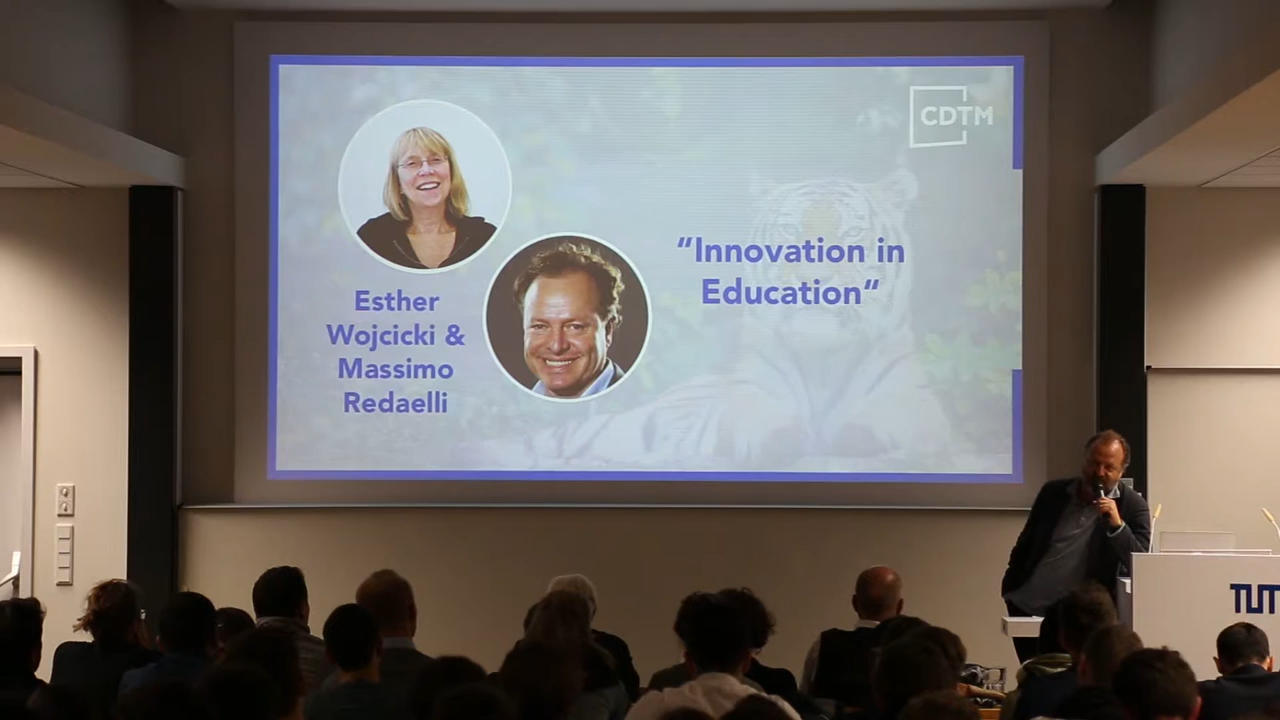 CDTM
"Innovation in
Education"
Esther
Wojcicki &
Massimo
Redaelli
TUM